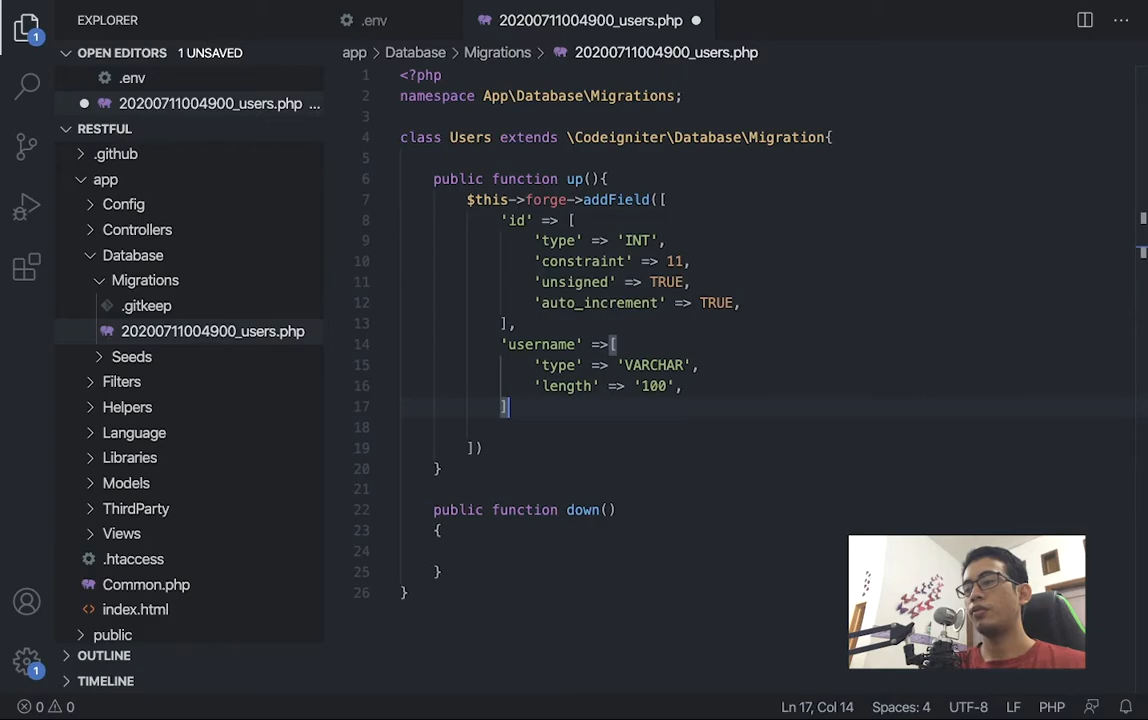 EXPLORER
.env
20200711004900_users.php
OPEN EDITORS 1 UNSAVED
.env
20200711004900_users.php ...
RESTFUL
.github
app
Config
Controllers
Database
Migrations
.gitkeep
20200711004900_users.php
Seeds
Filters
Helpers
Language
Libraries
Models
ThirdParty
Views
.htaccess
Common.php
index.html
public
OUTLINE
TIMELINE
1
1
app > Database > Migrations > 20200711004900_users.php
1 <?php
2 namespace App\Database\Migrations;
3
4 class Users extends \Codeigniter\Database\Migration{
5
6 public function up(){
7 $this->forge->addField([
8 'id' => [
9 'type' => 'INT',
10 'constraint' => 11,
11 'unsigned' => TRUE,
12 'auto_increment' => TRUE,
13 ],
14 'username' =>[
15 'type' => 'VARCHAR',
16 'length' => '100',
17 ]
18
19 ])
20 }
21
22 public function down()
23 {
24
25 }
26 }
0 0
Ln 17, Col 14 Spaces: 4 UTF-8 LF PHP